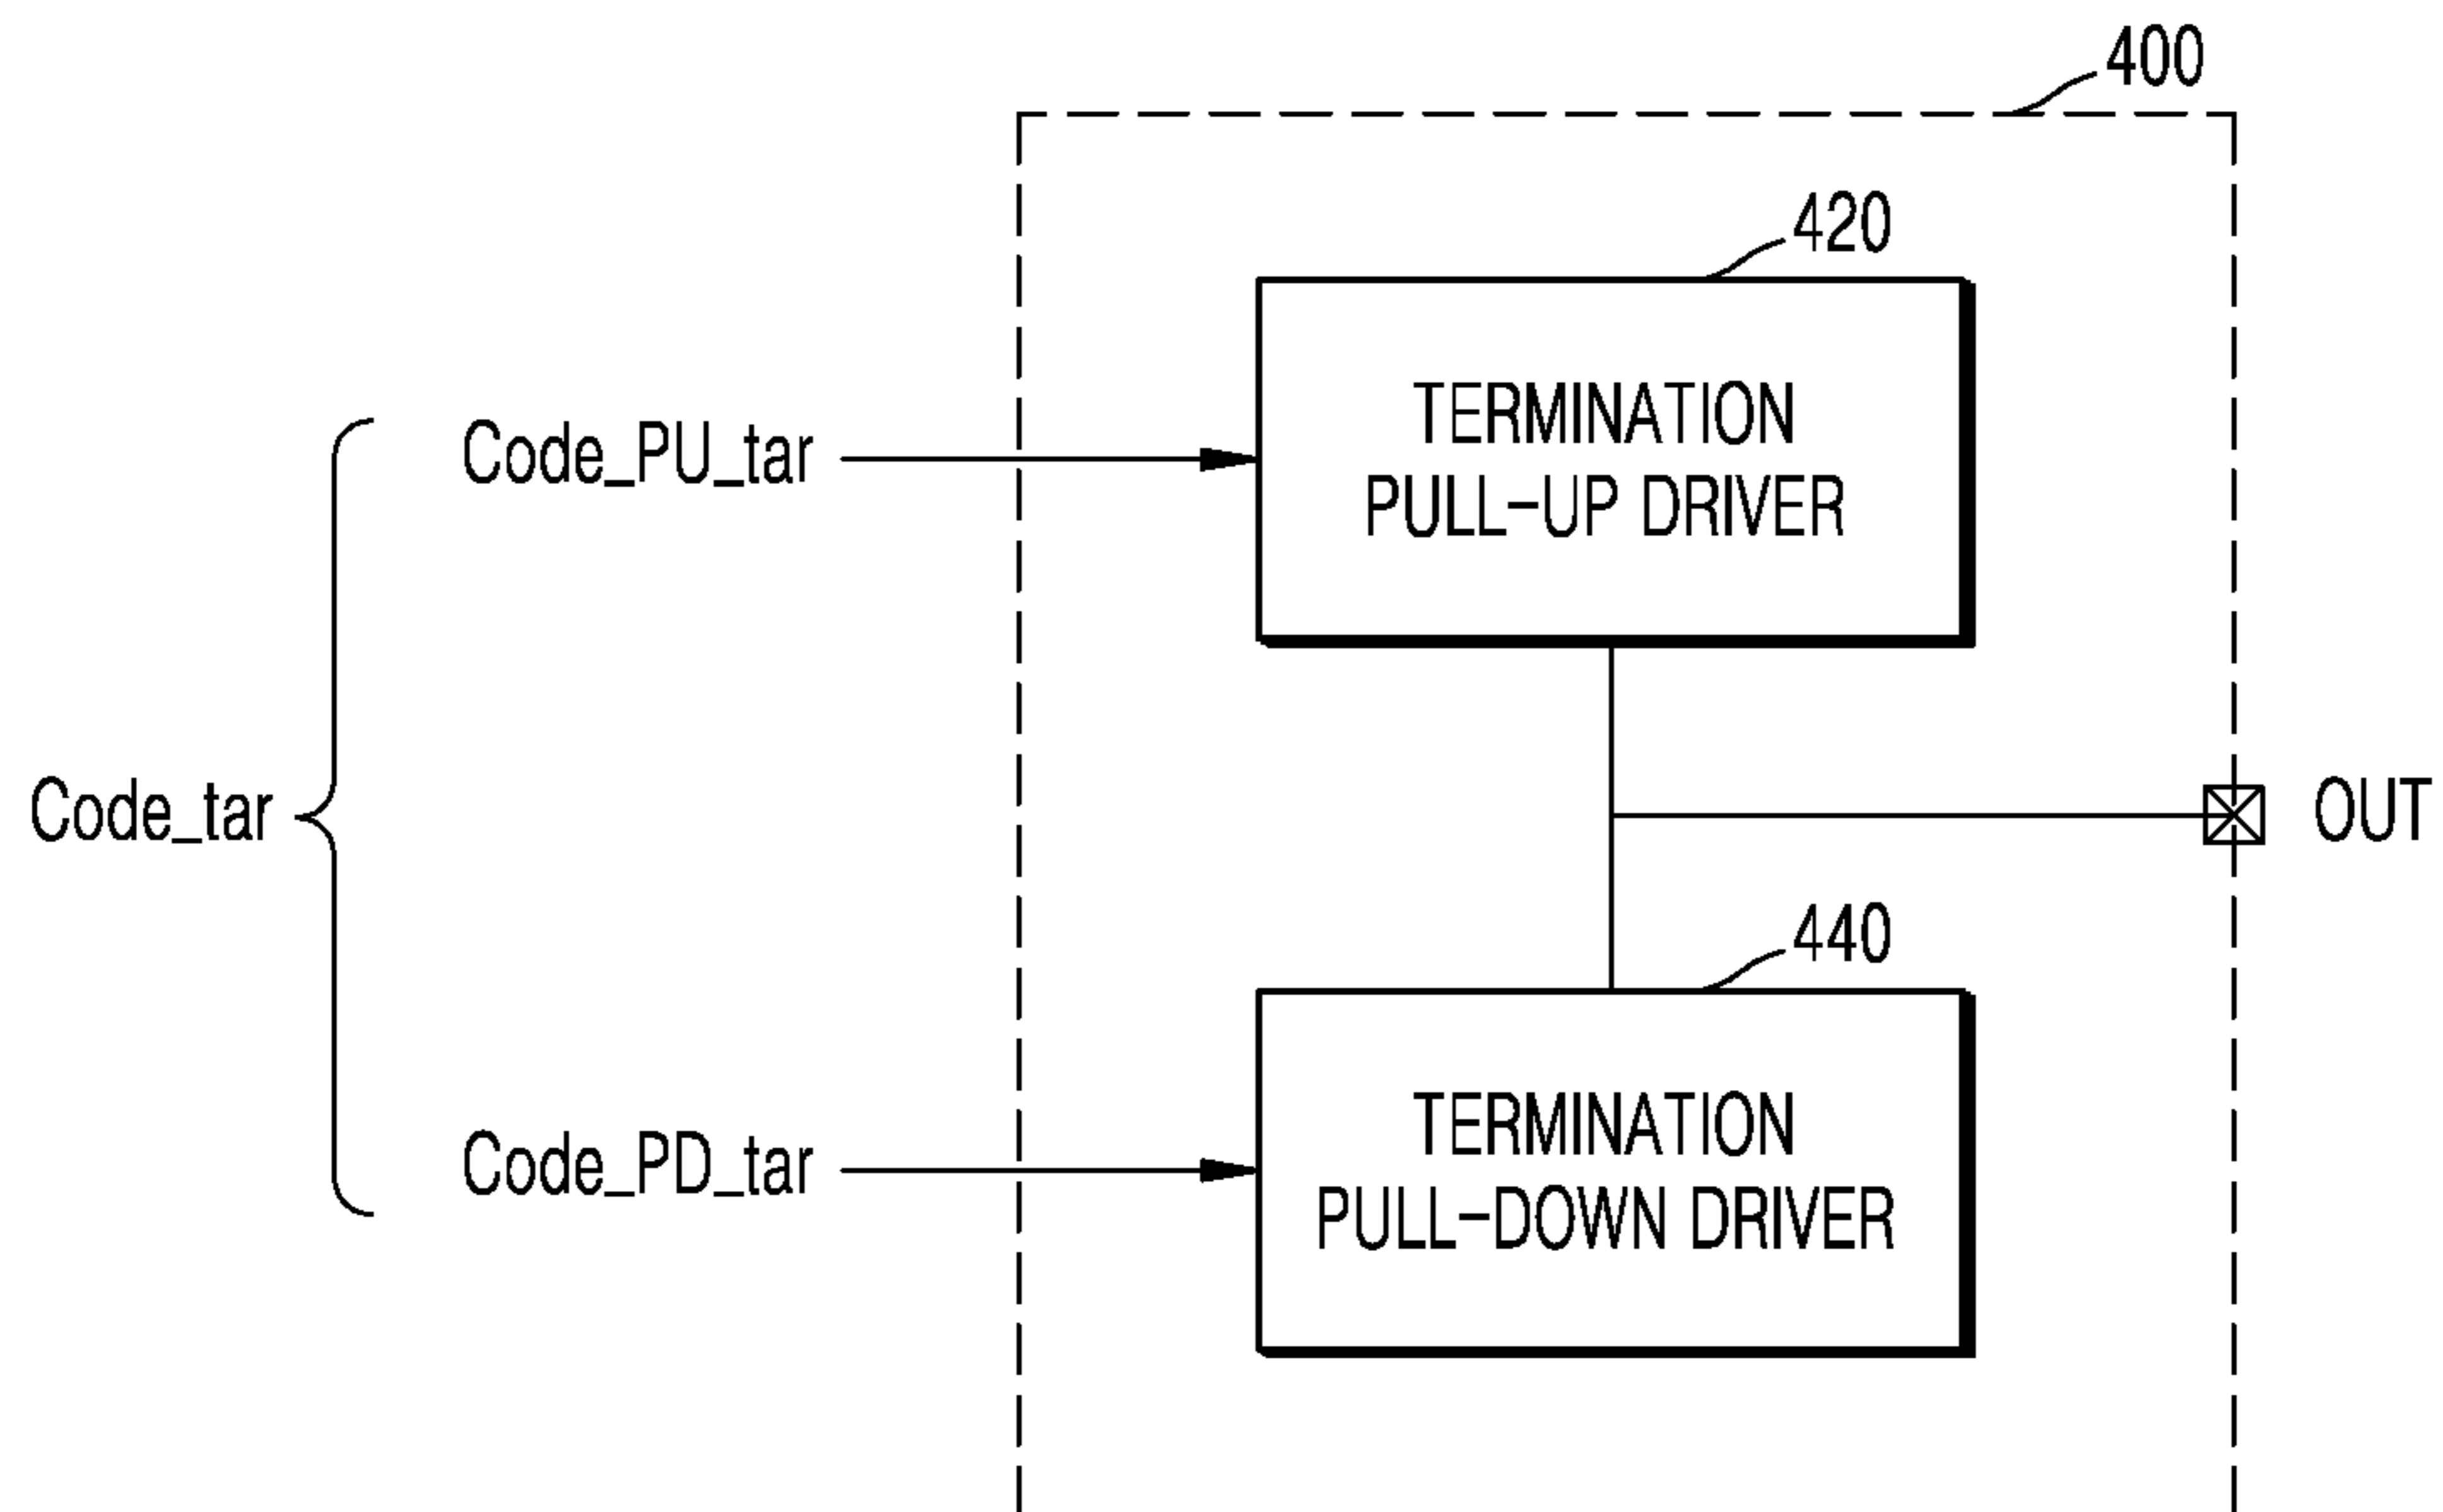 400
420
TERMINATION
PULL-UP DRIVER
Code_PU_tar
Code_tar
OUT
440
TERMINATION
PULL-DOWN DRIVER
Code_PD_tar